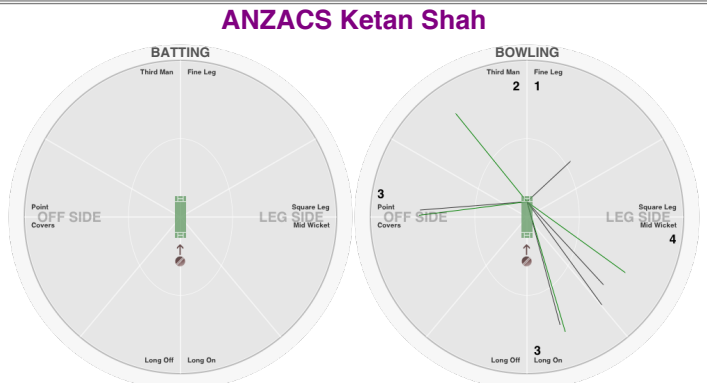 ANZACS Ketan Shah
BATTING
Third Man Fine Leg
Point
OFF SIDE
Covers
Square Leg
LEG SIDE
Mid Wicket
Long Off Long On
BOWLING
Third Man Fine Leg
2 1
3
Point
OFF SIDE
Covers
Square Leg
LEG SIDE
Mid Wicket
4
3
Long Off Long On